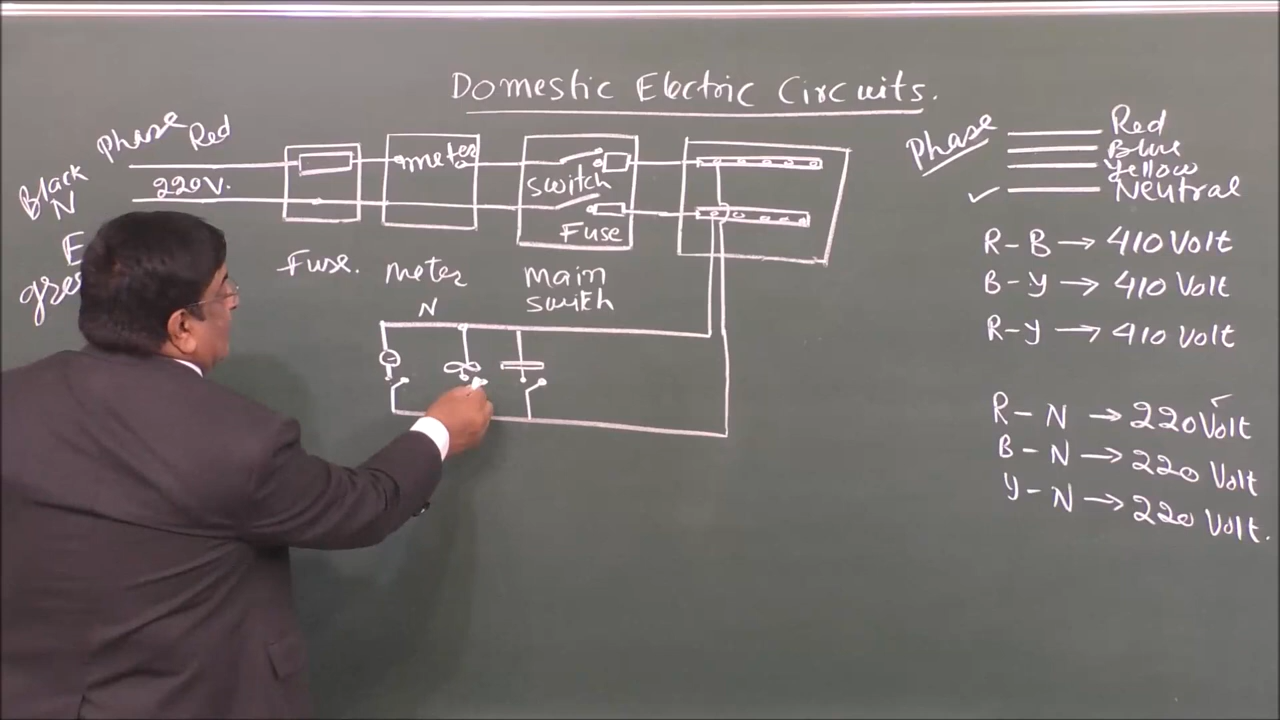 Domestic Electric Circuits.
Phase Red
220V.
Black
N
E
meter
switch
Fuse
Fuse.
meter
main
switch
N
Phase
Red
Blue
Yellow
Neutral
R - B → 410 Volt
B - Y → 410 Volt
R - Y → 410 Volt
R - N → 220 Volt
B - N → 220 Volt
Y - N → 220 Volt.